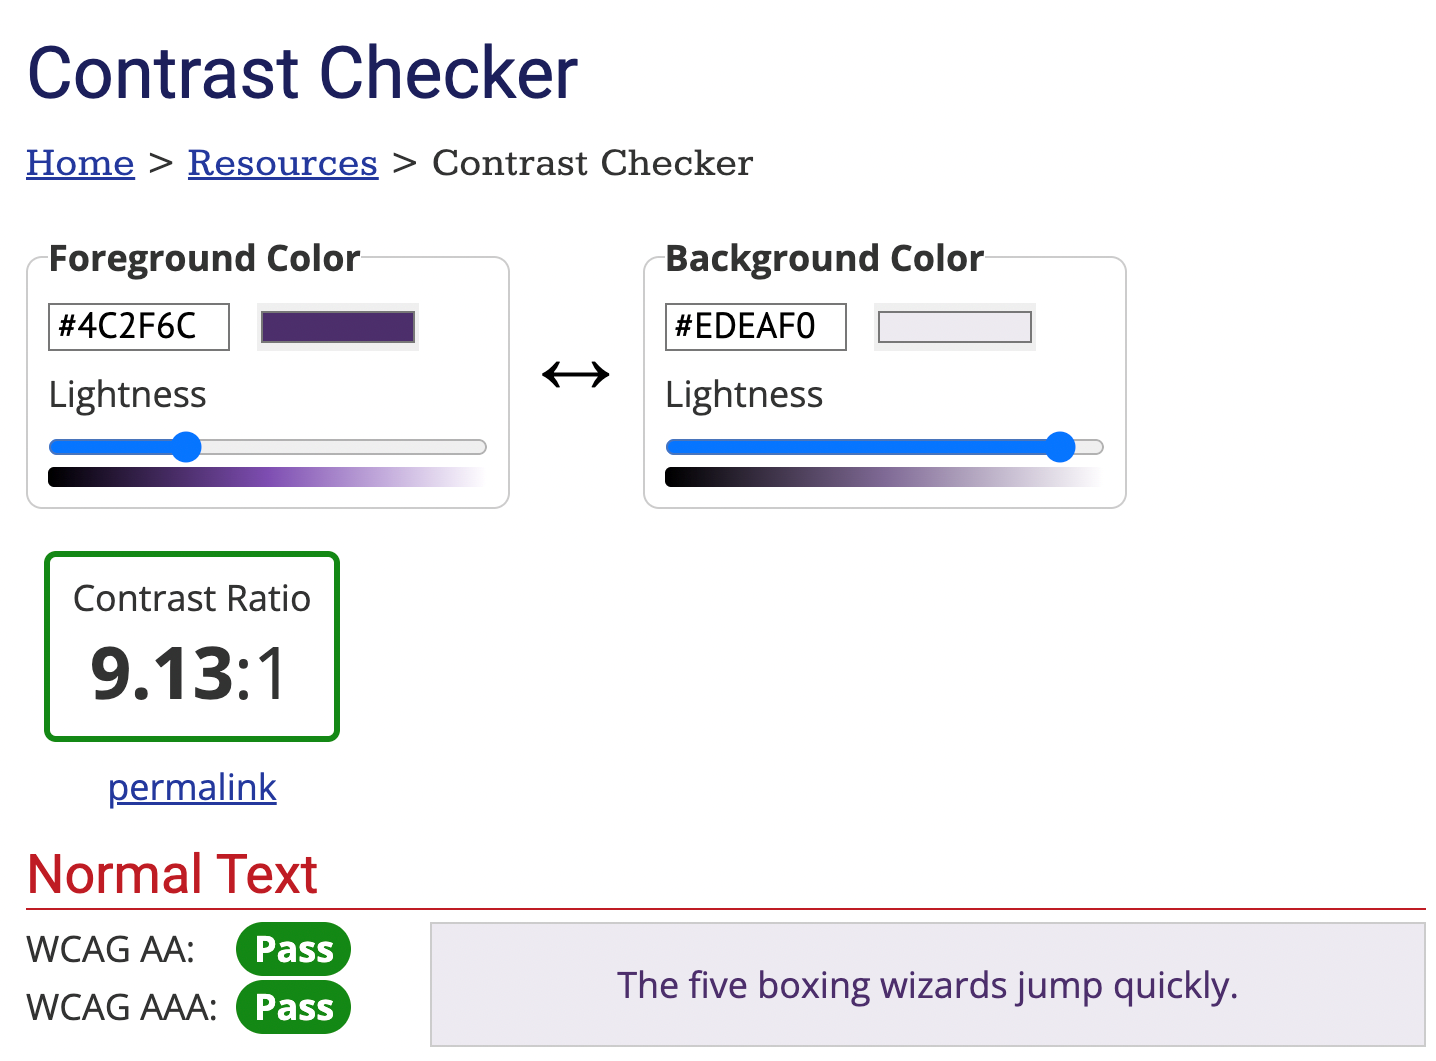 Contrast Checker
Home > Resources > Contrast Checker
Foreground Color
#4C2F6C
Lightness
Background Color
#EDEAF0
Lightness
Contrast Ratio
9.13:1
permalink
Normal Text
WCAG AA: Pass
WCAG AAA: Pass
The five boxing wizards jump quickly.